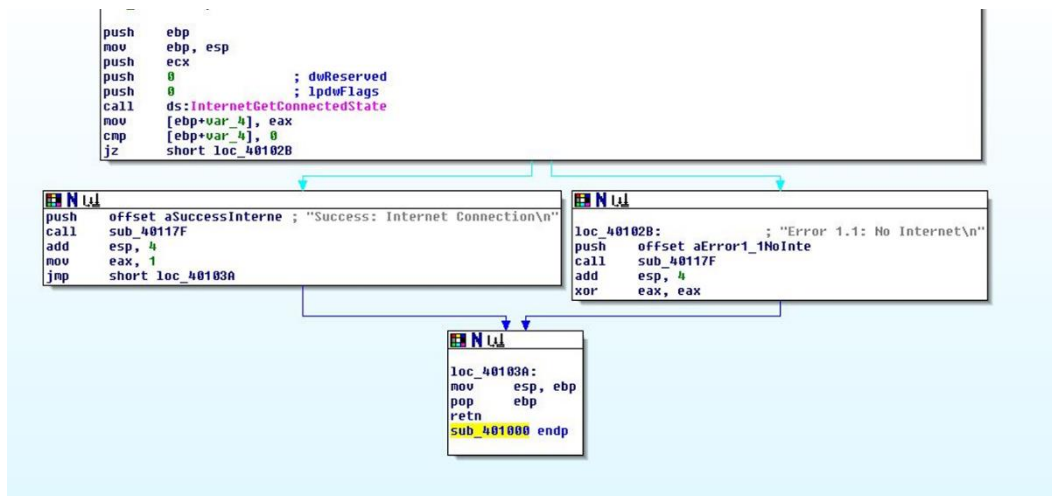 push ebp
mov ebp, esp
push ecx
push 0 ; dwReserved
push 0 ; lpdwFlags
call ds:InternetGetConnectedState
mov [ebp+var_4], eax
cmp [ebp+var_4], 0
jz short loc_40102B
push offset aSuccessInterne ; "Success: Internet Connection\n"
call sub_40117F
add esp, 4
mov eax, 1
jmp short loc_40103A
loc_40102B: ; "Error 1.1: No Internet\n"
push offset aError1_1NoInte
call sub_40117F
add esp, 4
xor eax, eax
loc_40103A:
mov esp, ebp
pop ebp
retn
sub_401000 endp